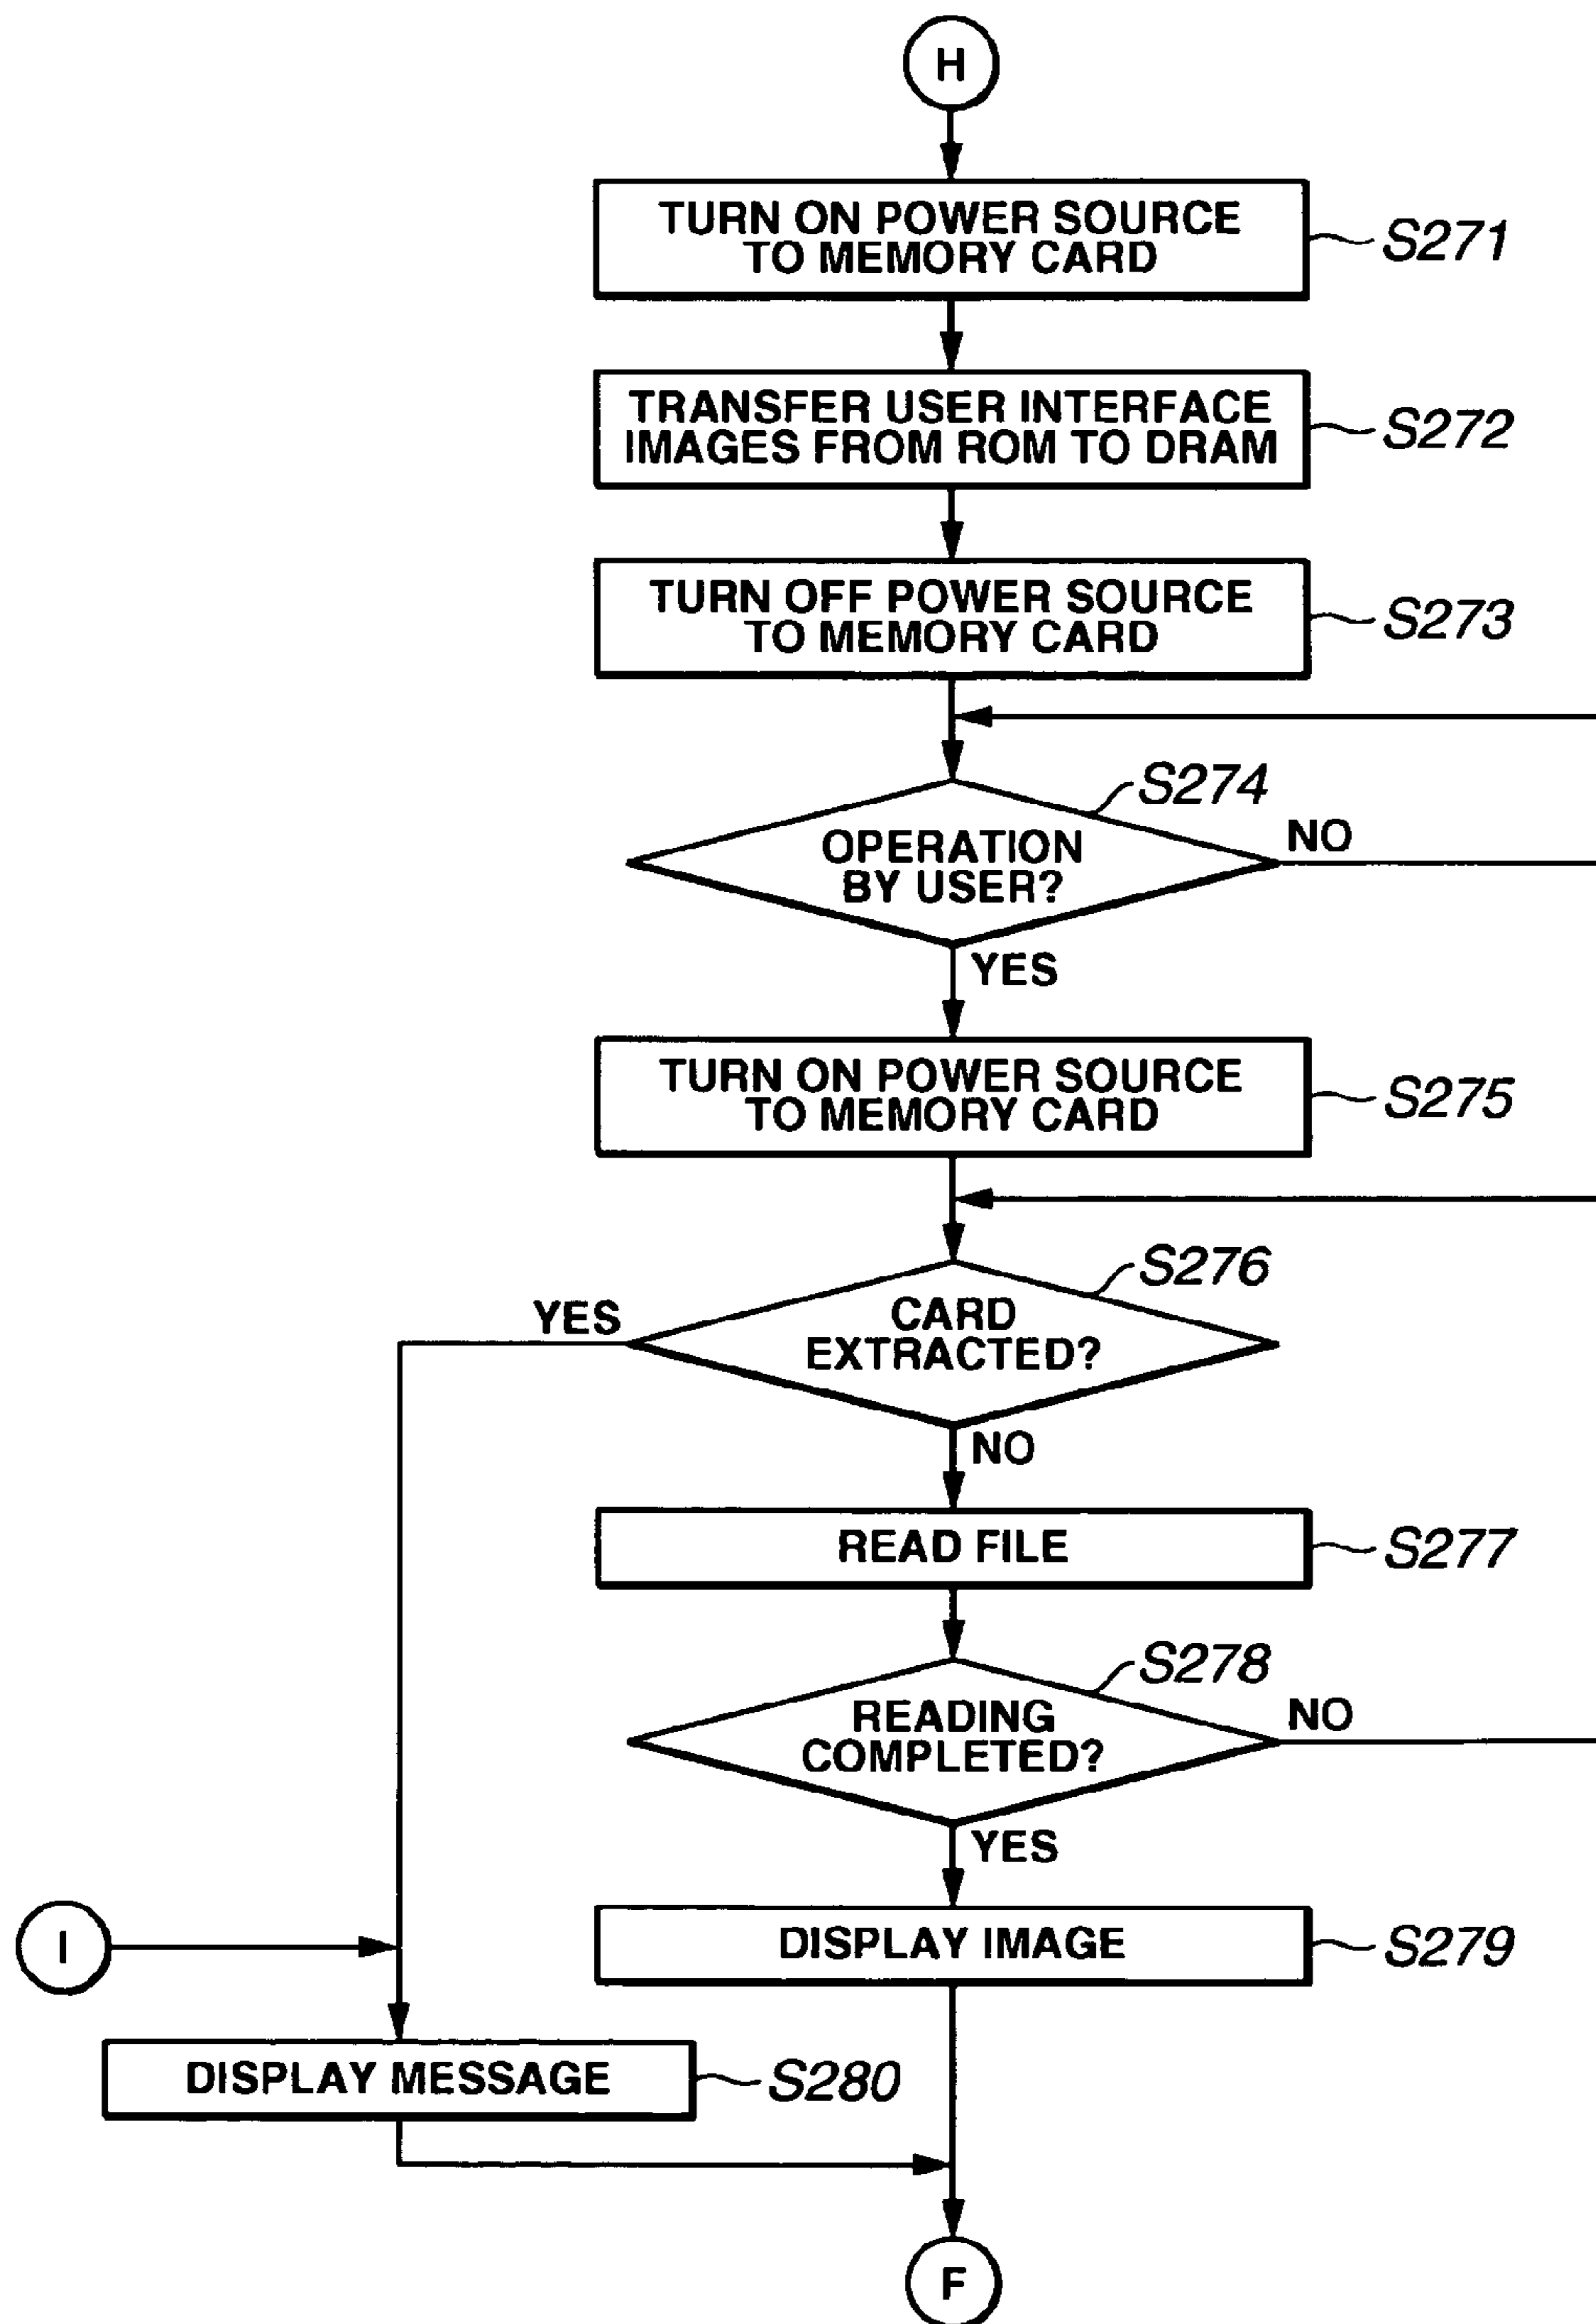 H
TURN ON POWER SOURCE
TO MEMORY CARD
S271
TRANSFER USER INTERFACE
IMAGES FROM ROM TO DRAM
S272
TURN OFF POWER SOURCE
TO MEMORY CARD
S273
S274
OPERATION
BY USER?
NO
YES
TURN ON POWER SOURCE
TO MEMORY CARD
S275
S276
CARD
EXTRACTED?
YES
NO
READ FILE
S277
S278
READING
COMPLETED?
NO
YES
I
DISPLAY IMAGE
S279
DISPLAY MESSAGE
S280
F